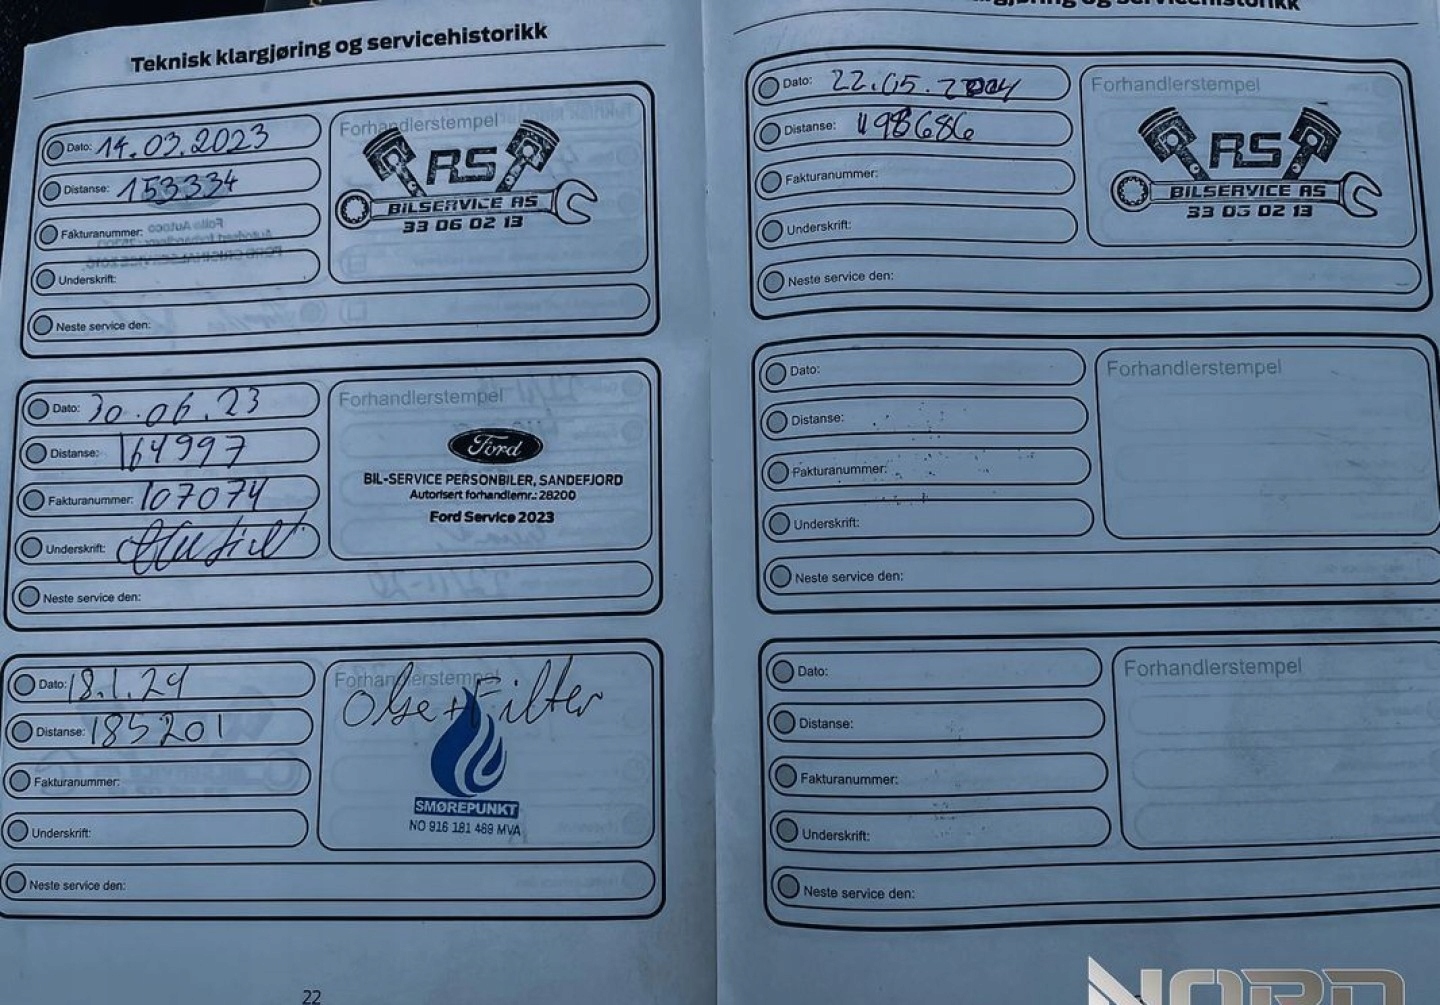 Teknisk klargjøring og servicehistorikk
Dato: 14.03.2023
Distanse: 153334
Fakturanummer:
Underskrift:
Neste service den:
Forhandlerstempel
RS
BILSERVICE AS
33 06 02 13
Dato: 30.06.23
Distanse: 164997
Fakturanummer: 107074
Underskrift:
Neste service den:
Forhandlerstempel
Ford
BIL-SERVICE PERSONBILER, SANDEFJORD
Autorisert forhandlernr.: 28200
Ford Service 2023
Dato: 18.1.24
Distanse: 185201
Fakturanummer:
Underskrift:
Neste service den:
Forhandlerstempel
Olje + Filter
SMØREPUNKT
NO 916 181 489 MVA
22
og servicehistorikk
Dato: 22.05.2024
Distanse: 198686
Fakturanummer:
Underskrift:
Neste service den:
Forhandlerstempel
RS
BILSERVICE AS
33 06 02 13
Dato:
Distanse:
Fakturanummer:
Underskrift:
Neste service den:
Forhandlerstempel
Dato:
Distanse:
Fakturanummer:
Underskrift:
Neste service den:
Forhandlerstempel
NORD